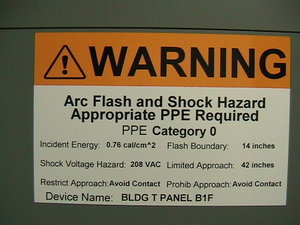 WARNING
Arc Flash and Shock Hazard
Appropriate PPE Required
PPE Category 0
Incident Energy: 0.76 cal/cm^2 Flash Boundary: 14 inches
Shock Voltage Hazard: 208 VAC Limited Approach: 42 inches
Restrict Approach: Avoid Contact Prohib Approach: Avoid Contact
Device Name: BLDG T PANEL B1F